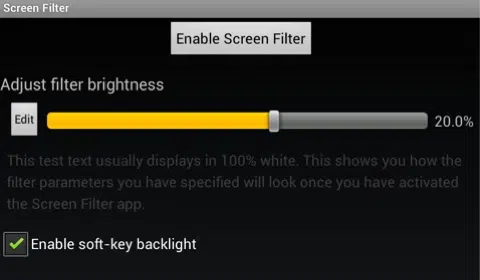 Screen Filter
Enable Screen Filter
Adjust filter brightness
Edit
20.0%
This test text usually displays in 100% white. This shows you how the
filter parameters you have specified will look once you have activated
the Screen Filter app.
Enable soft-key backlight